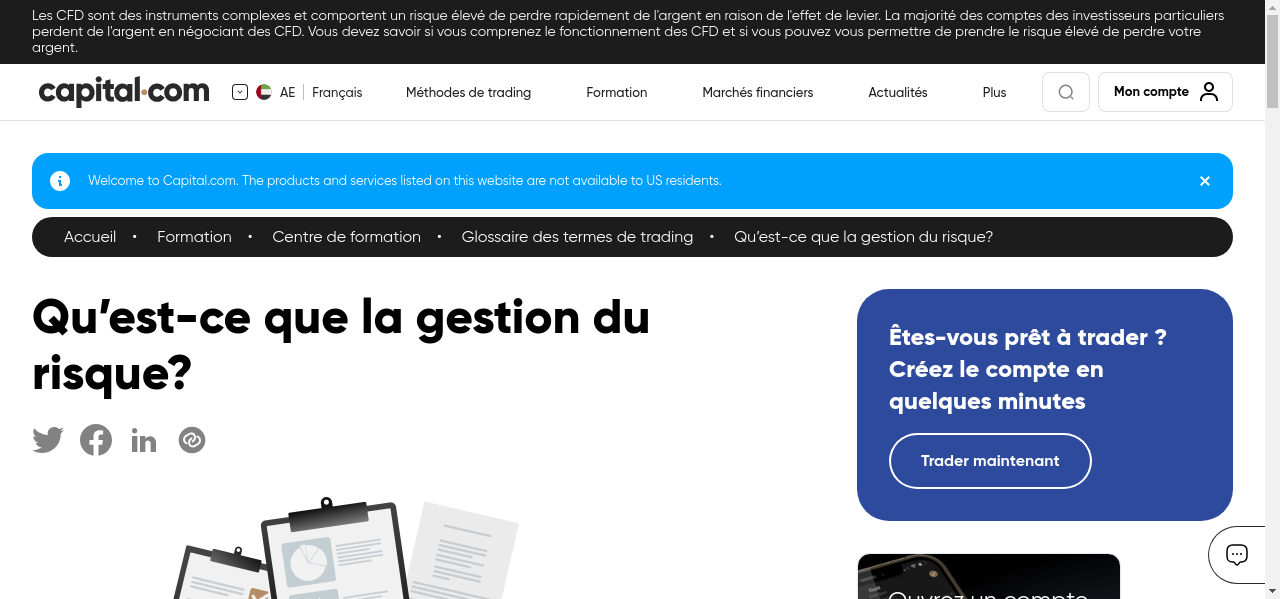 Les CFD sont des instruments complexes et comportent un risque élevé de perdre rapidement de l'argent en raison de l'effet de levier. La majorité des comptes des investisseurs particuliers
perdent de l'argent en négociant des CFD. Vous devez savoir si vous comprenez le fonctionnement des CFD et si vous pouvez vous permettre de prendre le risque élevé de perdre votre
argent.
capital.com AE Français Méthodes de trading Formation Marchés financiers Actualités Plus Mon compte
Welcome to Capital.com. The products and services listed on this website are not available to US residents.
Accueil • Formation • Centre de formation • Glossaire des termes de trading • Qu’est-ce que la gestion du risque?
Qu’est-ce que la gestion du
risque?
Êtes-vous prêt à trader ?
Créez le compte en
quelques minutes
Trader maintenant
Ouvrez un compte